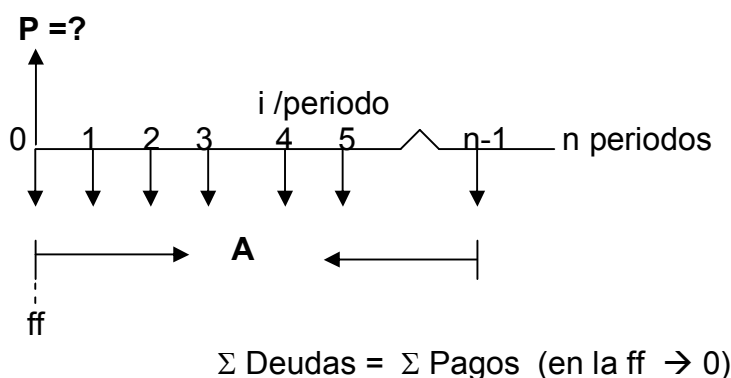 P =?
i /periodo
0 1 2 3 4 5 n-1 n periodos
A
ff
Σ Deudas = Σ Pagos (en la ff → 0)